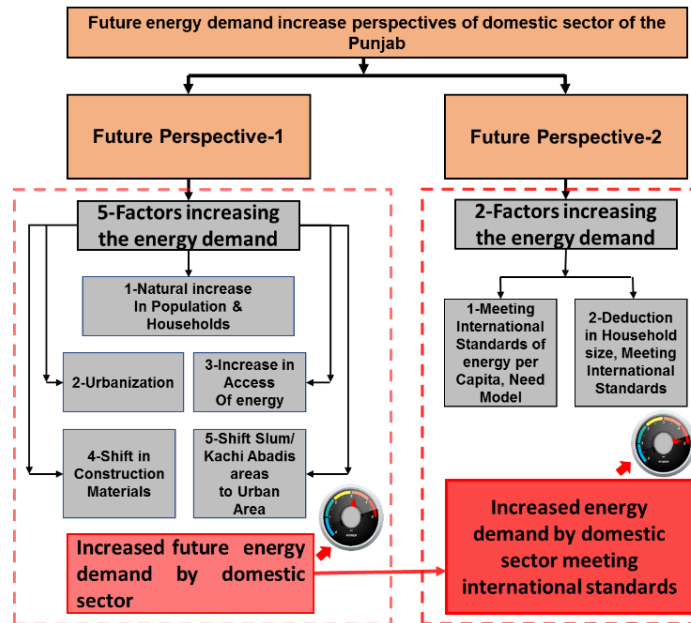 Future energy demand increase perspectives of domestic sector of the
Punjab
Future Perspective-1
Future Perspective-2
5-Factors increasing
the energy demand
1-Natural increase
In Population &
Households
2-Urbanization
3-Increase in
Access
Of energy
4-Shift in
Construction
Materials
5-Shift Slum/
Kachi Abadis
areas
to Urban
Area
Increased future energy
demand by domestic
sector
2-Factors increasing
the energy demand
1-Meeting
International
Standards of
energy per
Capita, Need
Model
2-Deduction
in Household
size, Meeting
International
Standards
Increased energy
demand by domestic
sector meeting
international standards